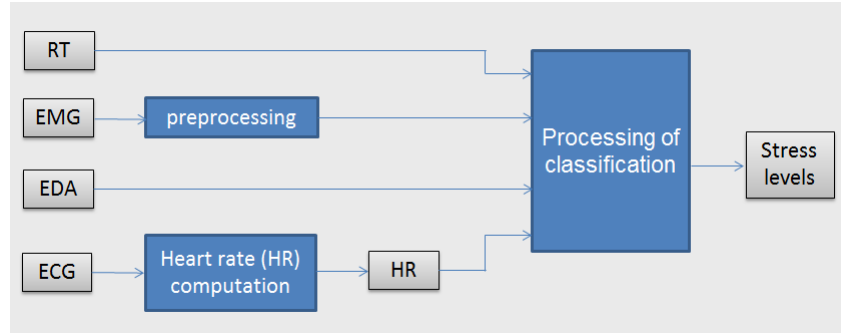 RT
EMG
preprocessing
EDA
ECG
Heart rate (HR)
computation
HR
Processing of
classification
Stress
levels